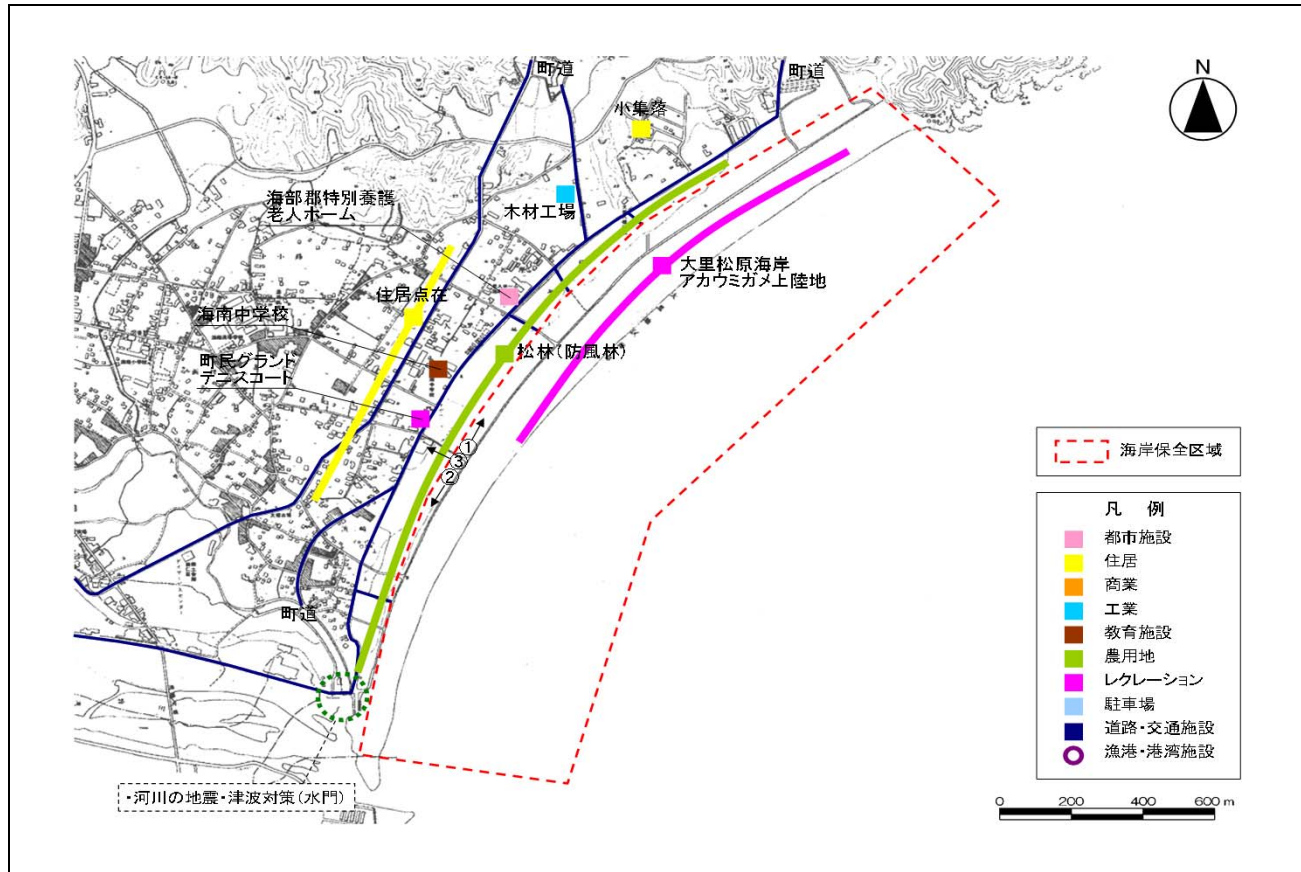 町道
町道
N
小集落
海部郡特別養護
老人ホーム
木材工場
大里松原海岸
アカウミガメ上陸地
住居点在
海南中学校
松林(防風林)
町民グランド
テニスコート
①
③
②
町道
・河川の地震・津波対策(水門)
海岸保全区域
凡 例
都市施設
住居
商業
工業
教育施設
農用地
レクレーション
駐車場
道路・交通施設
漁港・港湾施設
0 200 400 600 m